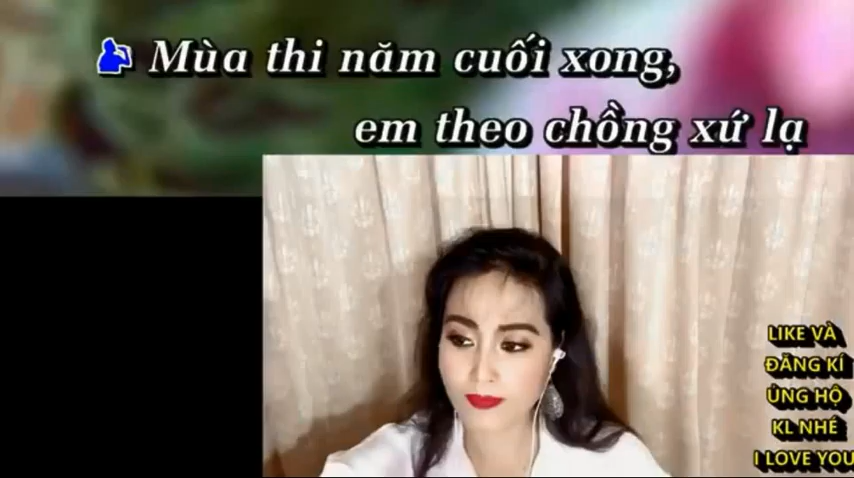 Mùa thi năm cuối xong,
em theo chồng xứ lạ
LIKE VÀ
ĐĂNG KÍ
ỦNG HỘ
KL NHÉ
I LOVE YOU